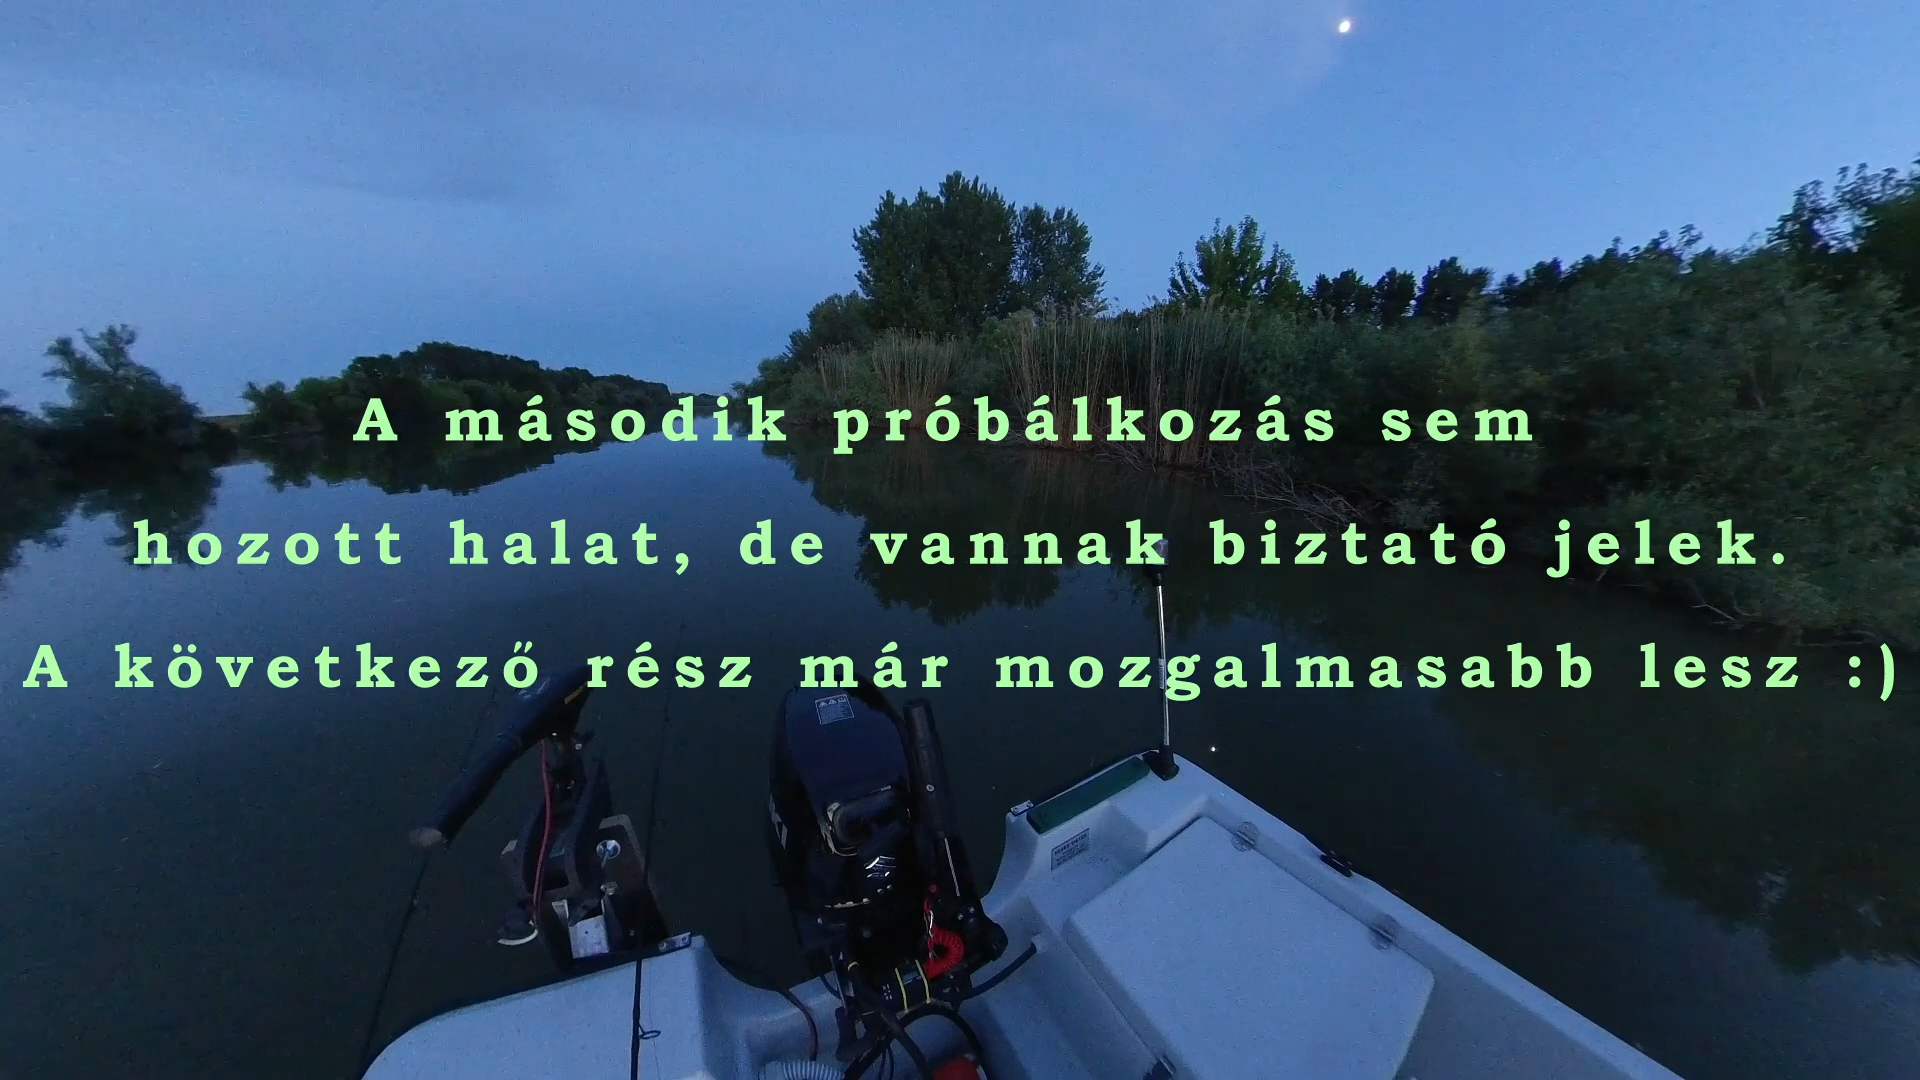 A második próbálkozás sem
hozott halat, de vannak biztató jelek.
A következő rész már mozgalmasabb lesz :)